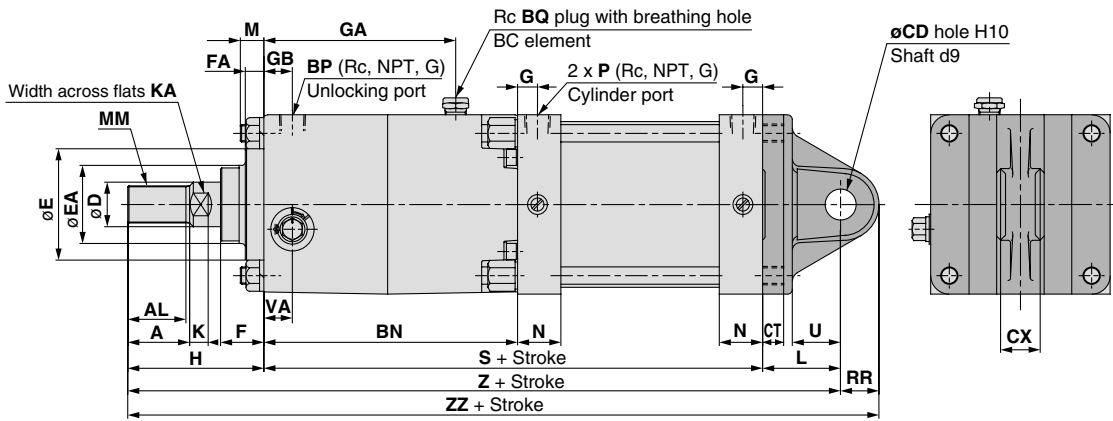 M
GA
Rc BQ plug with breathing hole
BC element
øCD hole H10
Shaft d9
FA
GB
BP (Rc, NPT, G)
Unlocking port
G
2 x P (Rc, NPT, G)
Cylinder port
G
Width across flats KA
MM
øE
øEA
øD
AL
VA
A
K
F
BN
N
N
CT
U
CX
H
S + Stroke
L
Z + Stroke
RR
ZZ + Stroke